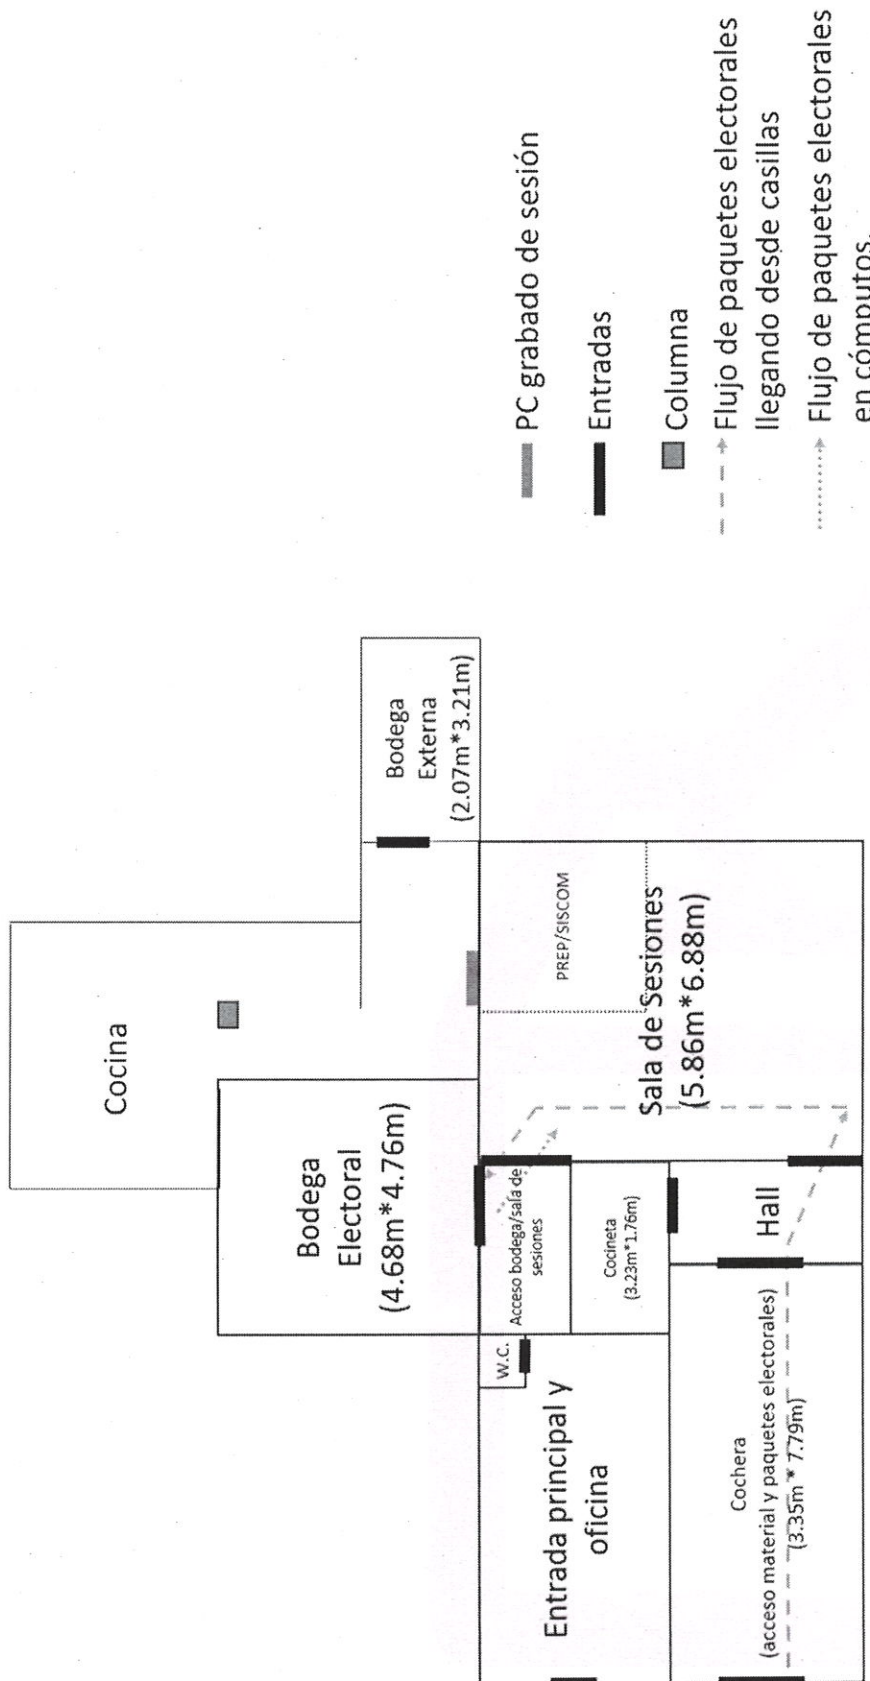 Cocina
Bodega
Externa
(2.07m*3.21m)
Bodega
Electoral
(4.68m*4.76m)
PREP/SISCOM
Sala de Sesiones
(5.86m*6.88m)
Acceso bodega/sala de
sesiones
Cocineta
(3.23m*1.76m)
Hall
W.C.
Entrada principal y
oficina
Cochera
(acceso material y paquetes electorales)
(3.35m * 7.79m)
PC grabado de sesión
Entradas
Columna
Flujo de paquetes electorales
llegando desde casillas
Flujo de paquetes electorales
en cómputos.